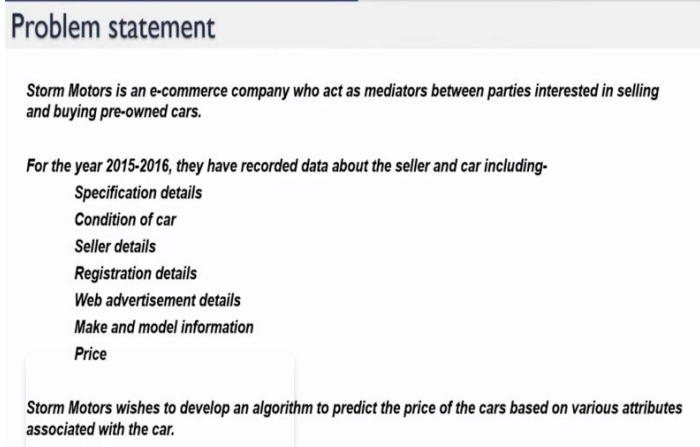 Problem statement
Storm Motors is an e-commerce company who act as mediators between parties interested in selling
and buying pre-owned cars.
For the year 2015-2016, they have recorded data about the seller and car including-
Specification details
Condition of car
Seller details
Registration details
Web advertisement details
Make and model information
Price
Storm Motors wishes to develop an algorithm to predict the price of the cars based on various attributes
associated with the car.